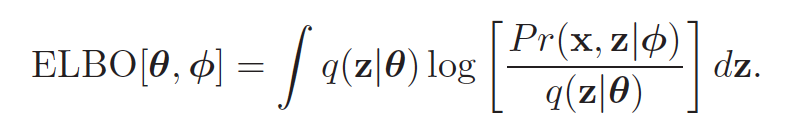 ELBO[θ, ϕ] = ∫ q(z|θ) log [ Pr(x, z|ϕ) / q(z|θ) ] dz.